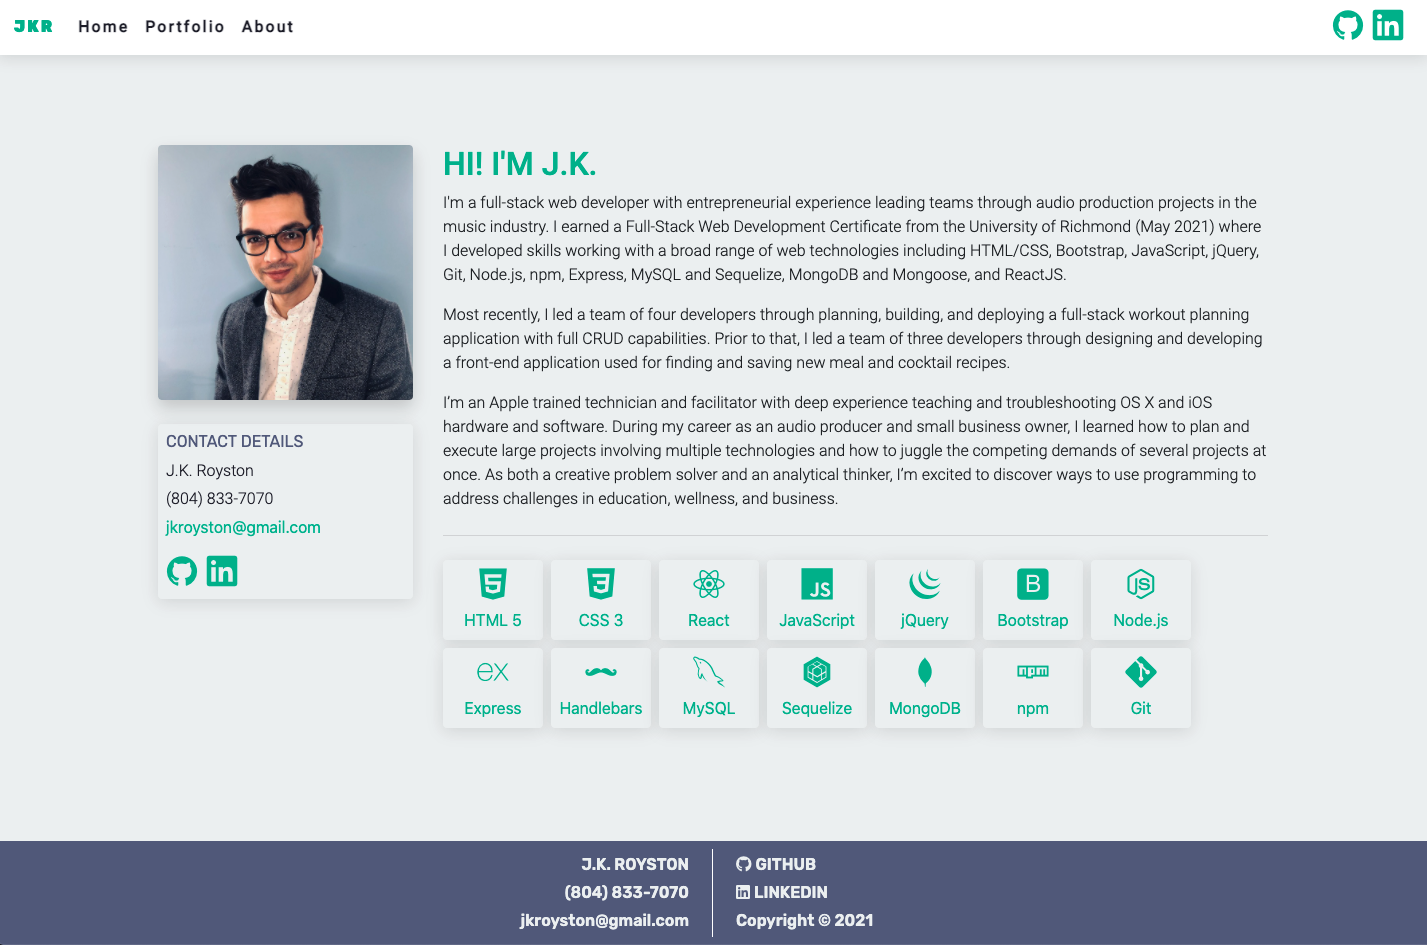 JKR Home Portfolio About
HI! I'M J.K.
I'm a full-stack web developer with entrepreneurial experience leading teams through audio production projects in the
music industry. I earned a Full-Stack Web Development Certificate from the University of Richmond (May 2021) where
I developed skills working with a broad range of web technologies including HTML/CSS, Bootstrap, JavaScript, jQuery,
Git, Node.js, npm, Express, MySQL and Sequelize, MongoDB and Mongoose, and ReactJS.
Most recently, I led a team of four developers through planning, building, and deploying a full-stack workout planning
application with full CRUD capabilities. Prior to that, I led a team of three developers through designing and developing
a front-end application used for finding and saving new meal and cocktail recipes.
I’m an Apple trained technician and facilitator with deep experience teaching and troubleshooting OS X and iOS
hardware and software. During my career as an audio producer and small business owner, I learned how to plan and
execute large projects involving multiple technologies and how to juggle the competing demands of several projects at
once. As both a creative problem solver and an analytical thinker, I’m excited to discover ways to use programming to
address challenges in education, wellness, and business.
CONTACT DETAILS
J.K. Royston
(804) 833-7070
jkroyston@gmail.com
HTML 5 CSS 3 React JavaScript jQuery Bootstrap Node.js
Express Handlebars MySQL Sequelize MongoDB npm Git
J.K. ROYSTON
(804) 833-7070
jkroyston@gmail.com
GITHUB
LINKEDIN
Copyright © 2021